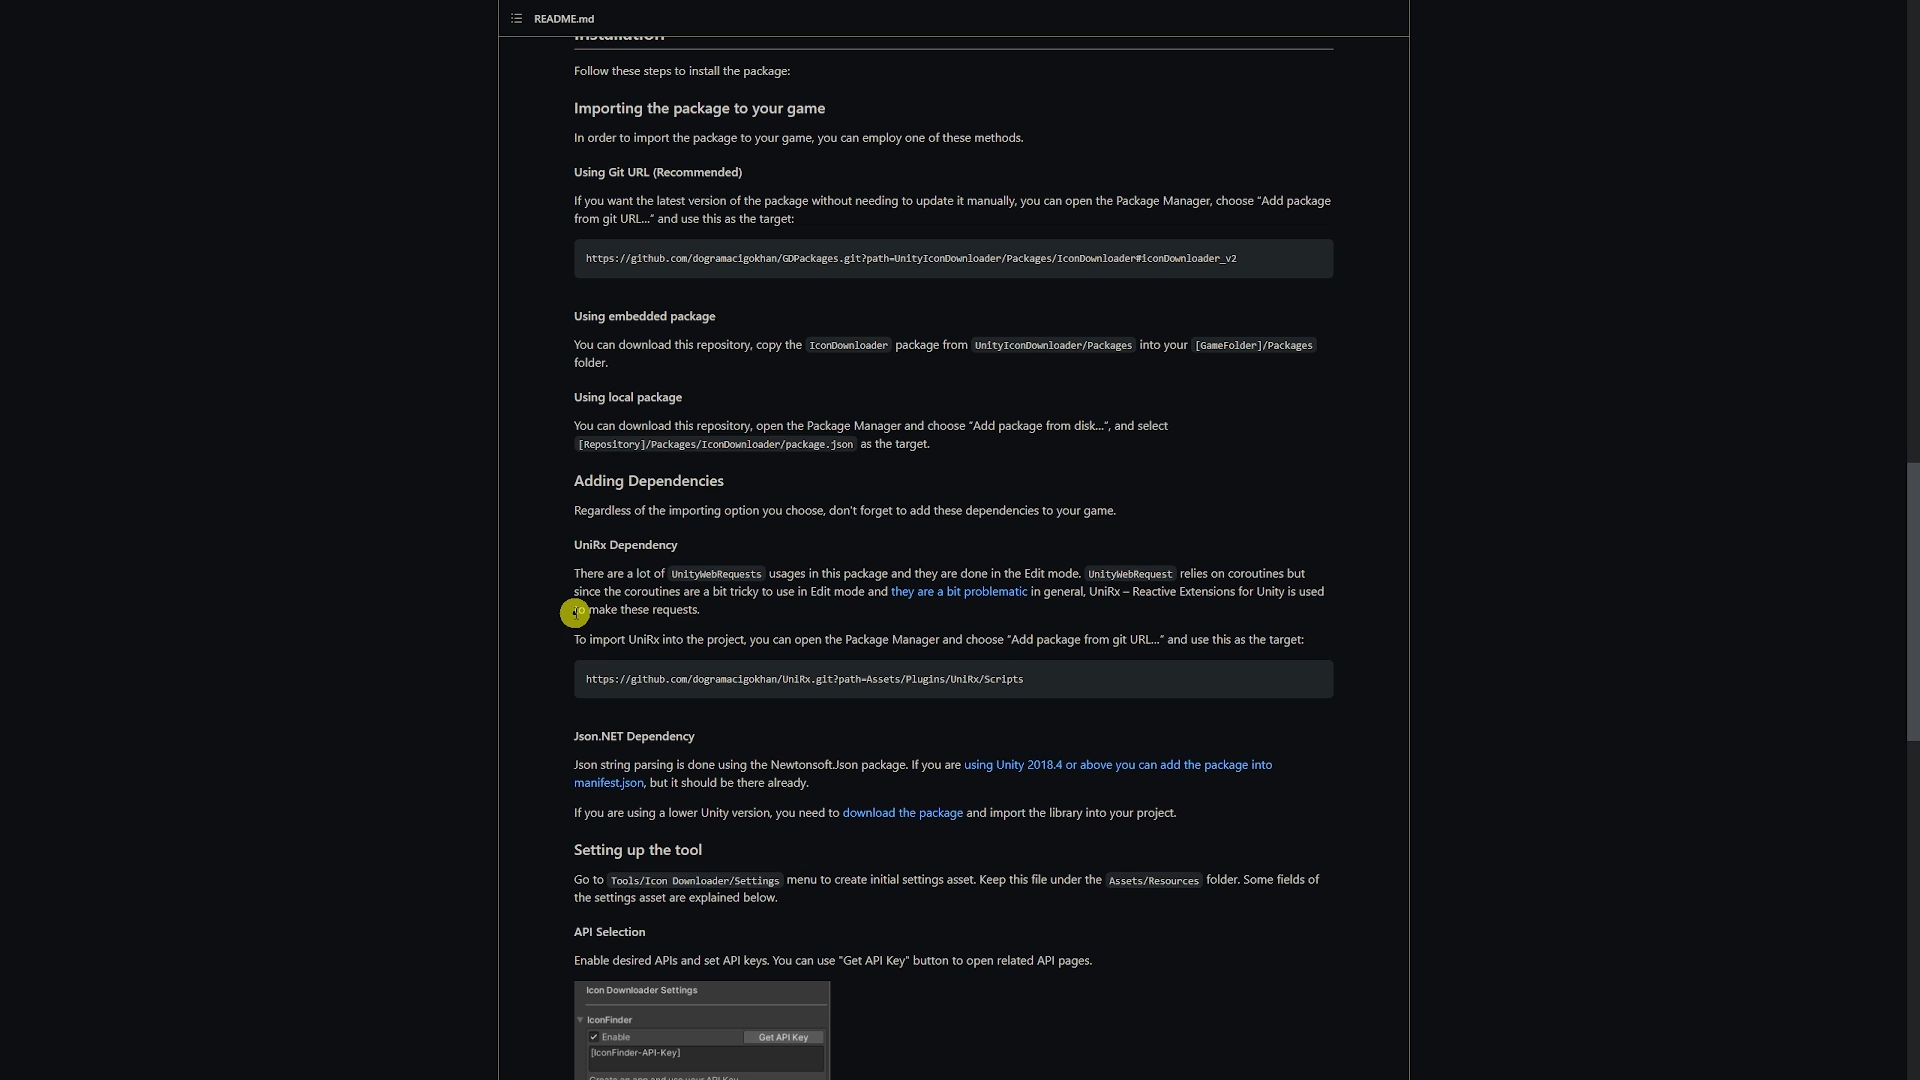 README.md
Installation
Follow these steps to install the package:
Importing the package to your game
In order to import the package to your game, you can employ one of these methods.
Using Git URL (Recommended)
If you want the latest version of the package without needing to update it manually, you can open the Package Manager, choose “Add package
from git URL...” and use this as the target:
https://github.com/dogramacigokhan/GDPackages.git?path=UnityIconDownloader/Packages/IconDownloader#iconDownloader_v2
Using embedded package
You can download this repository, copy the IconDownloader package from UnityIconDownloader/Packages into your [GameFolder]/Packages
folder.
Using local package
You can download this repository, open the Package Manager and choose “Add package from disk...”, and select
[Repository]/Packages/IconDownloader/package.json as the target.
Adding Dependencies
Regardless of the importing option you choose, don't forget to add these dependencies to your game.
UniRx Dependency
There are a lot of UnityWebRequests usages in this package and they are done in the Edit mode. UnityWebRequest relies on coroutines but
since the coroutines are a bit tricky to use in Edit mode and they are a bit problematic in general, UniRx – Reactive Extensions for Unity is used
to make these requests.
To import UniRx into the project, you can open the Package Manager and choose “Add package from git URL...” and use this as the target:
https://github.com/dogramacigokhan/UniRx.git?path=Assets/Plugins/UniRx/Scripts
Json.NET Dependency
Json string parsing is done using the Newtonsoft.Json package. If you are using Unity 2018.4 or above you can add the package into
manifest.json, but it should be there already.
If you are using a lower Unity version, you need to download the package and import the library into your project.
Setting up the tool
Go to Tools/Icon Downloader/Settings menu to create initial settings asset. Keep this file under the Assets/Resources folder. Some fields of
the settings asset are explained below.
API Selection
Enable desired APIs and set API keys. You can use "Get API Key" button to open related API pages.
Icon Downloader Settings
IconFinder
Enable Get API Key
[IconFinder-API-Key]
Create an app and use your API Key